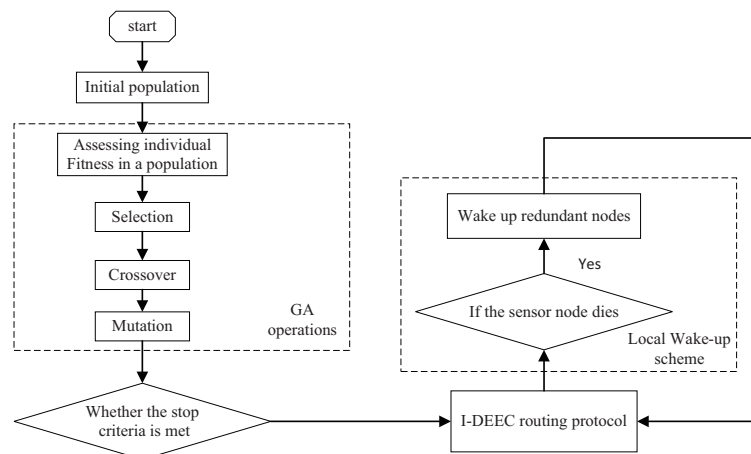 start
Initial population
Assessing individual
Fitness in a population
Selection
Crossover
Mutation
GA
operations
Whether the stop
criteria is met
Wake up redundant nodes
Yes
If the sensor node dies
Local Wake-up
scheme
I-DEEC routing protocol